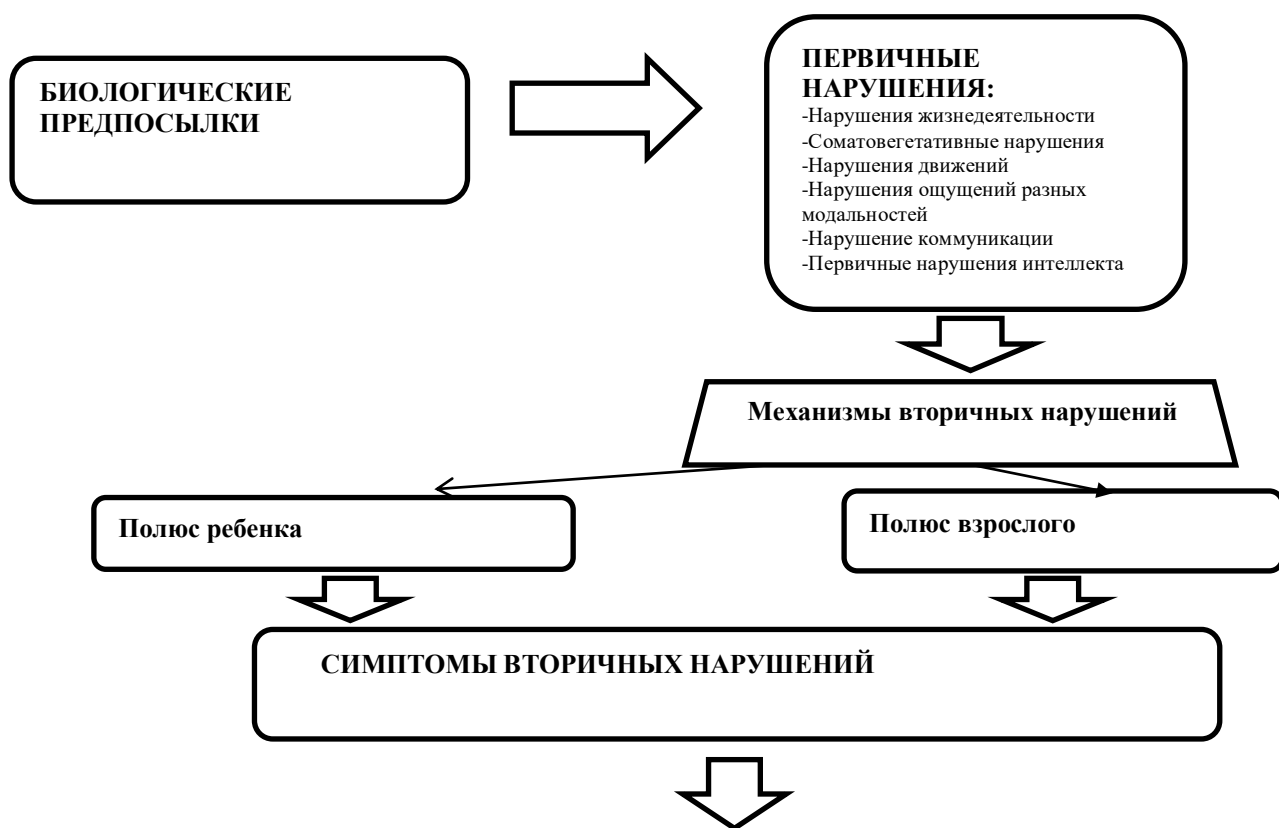 БИОЛОГИЧЕСКИЕ
ПРЕДПОСЫЛКИ
ПЕРВИЧНЫЕ
НАРУШЕНИЯ:
-Нарушения жизнедеятельности
-Соматовегетативные нарушения
-Нарушения движений
-Нарушения ощущений разных
модальностей
-Нарушение коммуникации
-Первичные нарушения интеллекта
Механизмы вторичных нарушений
Полюс ребенка
Полюс взрослого
СИМПТОМЫ ВТОРИЧНЫХ НАРУШЕНИЙ